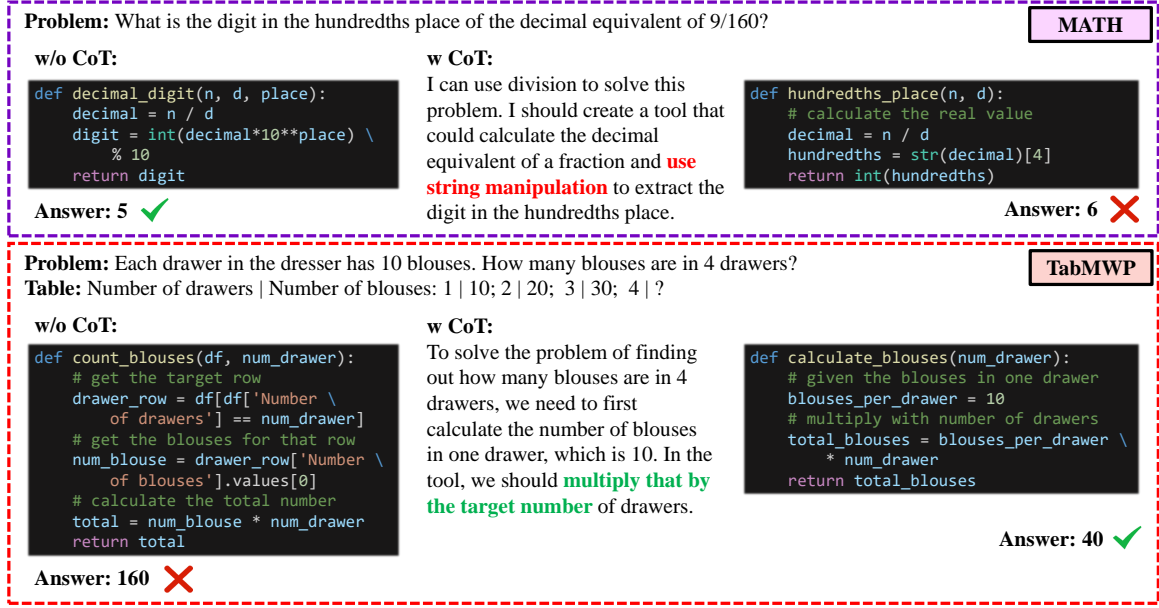 Problem: What is the digit in the hundredths place of the decimal equivalent of 9/160?
MATH
w/o CoT:
def decimal_digit(n, d, place):
    decimal = n / d
    digit = int(decimal*10**place) \
        % 10
    return digit
Answer: 5
w CoT:
I can use division to solve this
problem. I should create a tool that
could calculate the decimal
equivalent of a fraction and use
string manipulation to extract the
digit in the hundredths place.
def hundredths_place(n, d):
    # calculate the real value
    decimal = n / d
    hundredths = str(decimal)[4]
    return int(hundredths)
Answer: 6
Problem: Each drawer in the dresser has 10 blouses. How many blouses are in 4 drawers?
TabMWP
Table: Number of drawers | Number of blouses: 1 | 10; 2 | 20; 3 | 30; 4 | ?
w/o CoT:
def count_blouses(df, num_drawer):
    # get the target row
    drawer_row = df[df['Number \
        of drawers'] == num_drawer]
    # get the blouses for that row
    num_blouse = drawer_row['Number \
        of blouses'].values[0]
    # calculate the total number
    total = num_blouse * num_drawer
    return total
Answer: 160
w CoT:
To solve the problem of finding
out how many blouses are in 4
drawers, we need to first
calculate the number of blouses
in one drawer, which is 10. In the
tool, we should multiply that by
the target number of drawers.
def calculate_blouses(num_drawer):
    # given the blouses in one drawer
    blouses_per_drawer = 10
    # multiply with number of drawers
    total_blouses = blouses_per_drawer \
        * num_drawer
    return total_blouses
Answer: 40